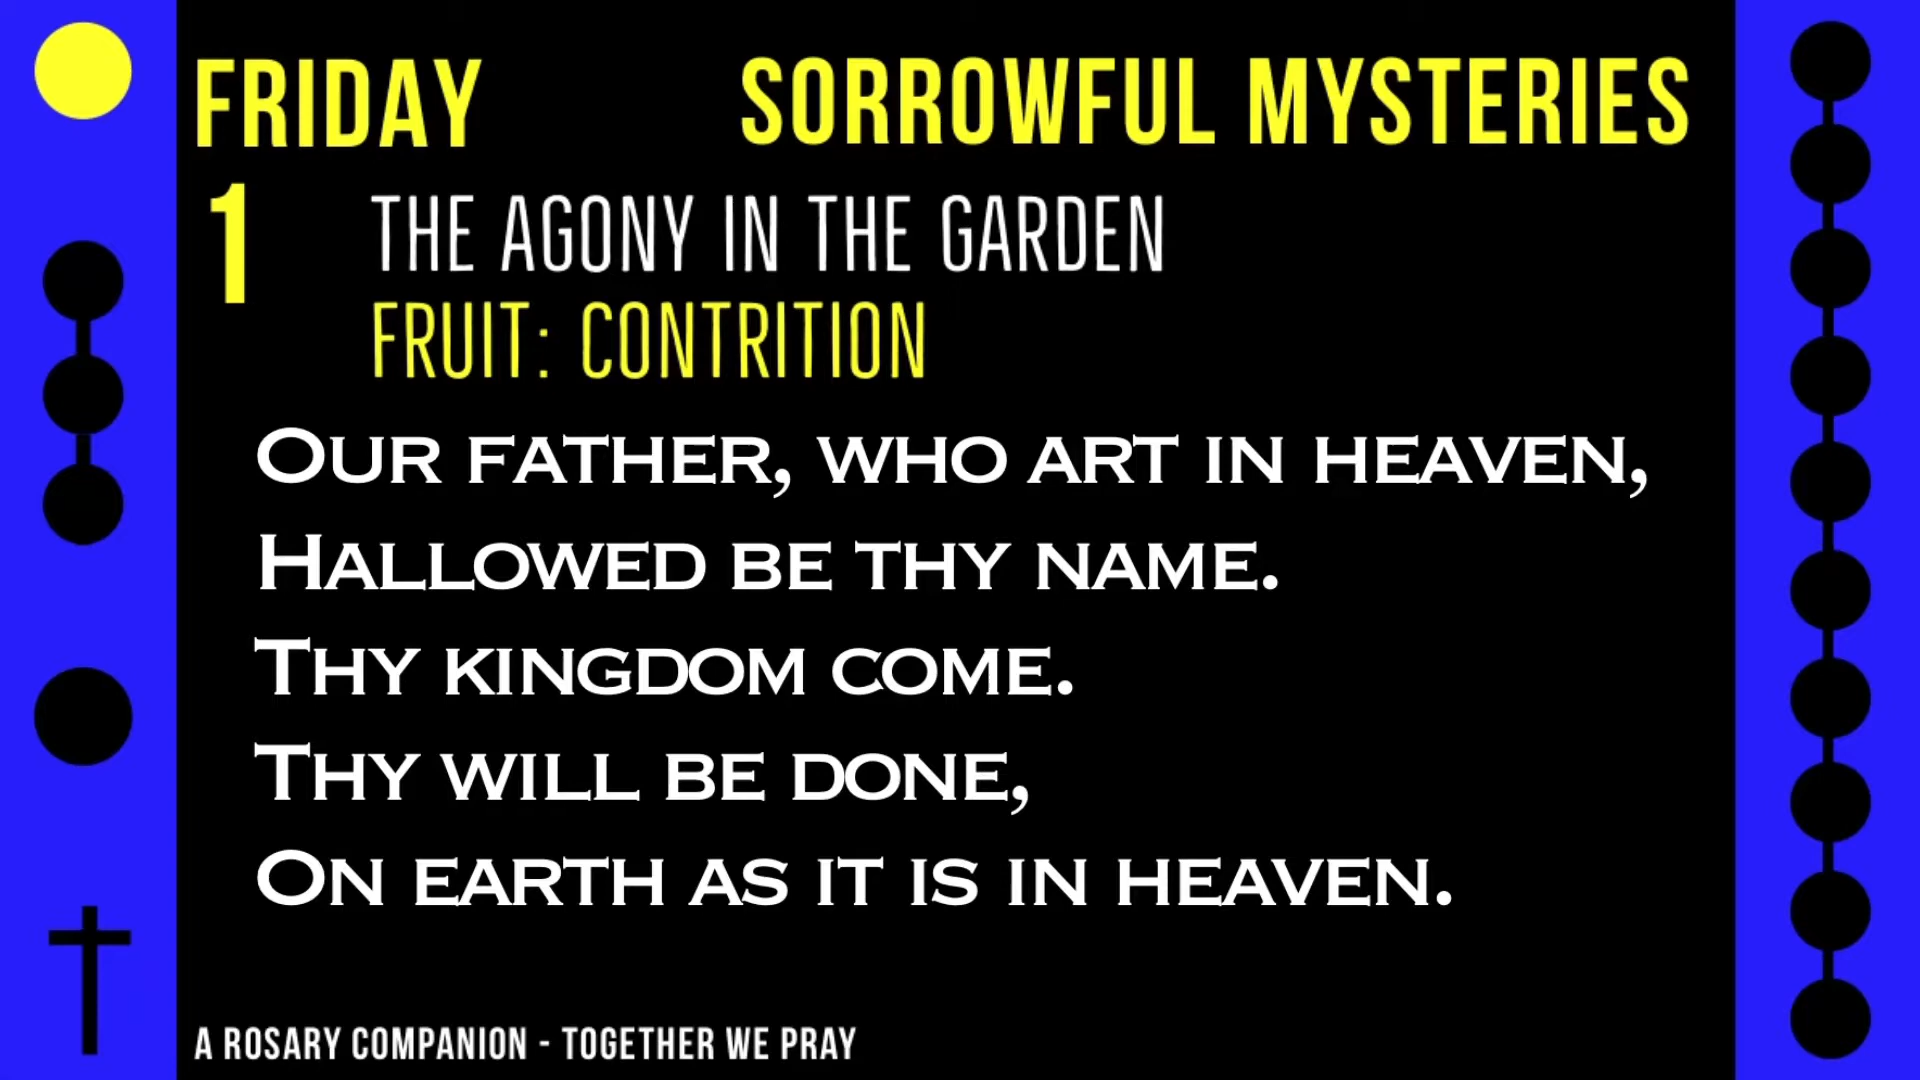 FRIDAY SORROWFUL MYSTERIES
1 THE AGONY IN THE GARDEN
FRUIT: CONTRITION
OUR FATHER, WHO ART IN HEAVEN,
HALLOWED BE THY NAME.
THY KINGDOM COME.
THY WILL BE DONE,
ON EARTH AS IT IS IN HEAVEN.
A ROSARY COMPANION - TOGETHER WE PRAY